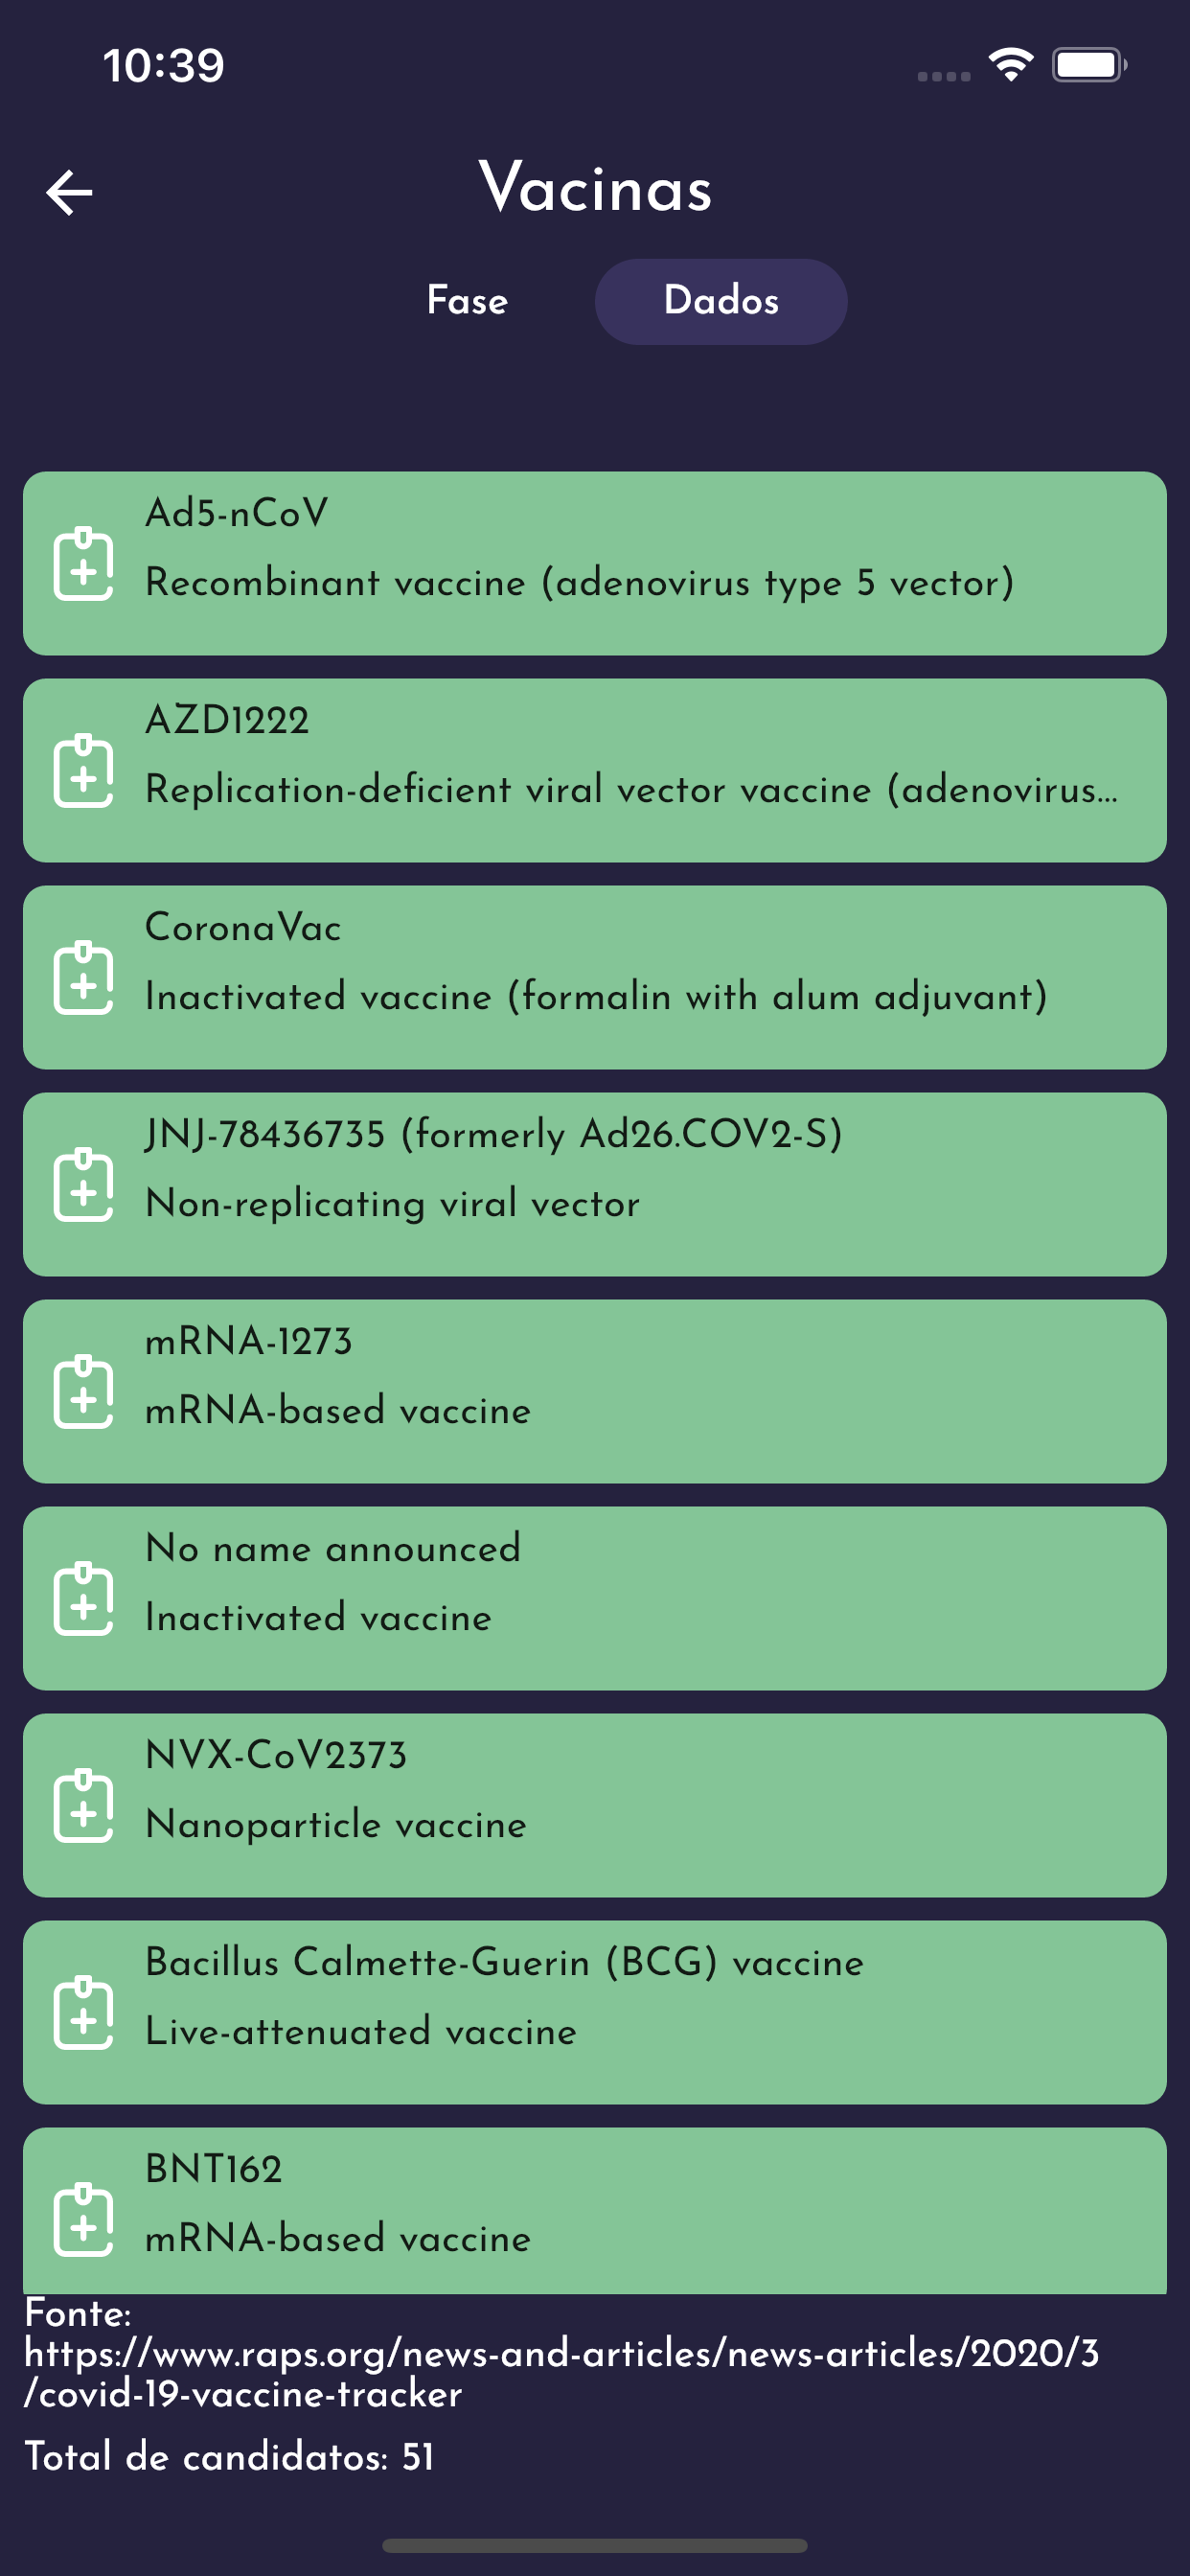 10:39
Vacinas
Fase
Dados
Ad5-nCoV
Recombinant vaccine (adenovirus type 5 vector)
AZD1222
Replication-deficient viral vector vaccine (adenovirus...
CoronaVac
Inactivated vaccine (formalin with alum adjuvant)
JNJ-78436735 (formerly Ad26.COV2-S)
Non-replicating viral vector
mRNA-1273
mRNA-based vaccine
No name announced
Inactivated vaccine
NVX-CoV2373
Nanoparticle vaccine
Bacillus Calmette-Guerin (BCG) vaccine
Live-attenuated vaccine
BNT162
mRNA-based vaccine
Fonte:
https://www.raps.org/news-and-articles/news-articles/2020/3
/covid-19-vaccine-tracker
Total de candidatos: 51